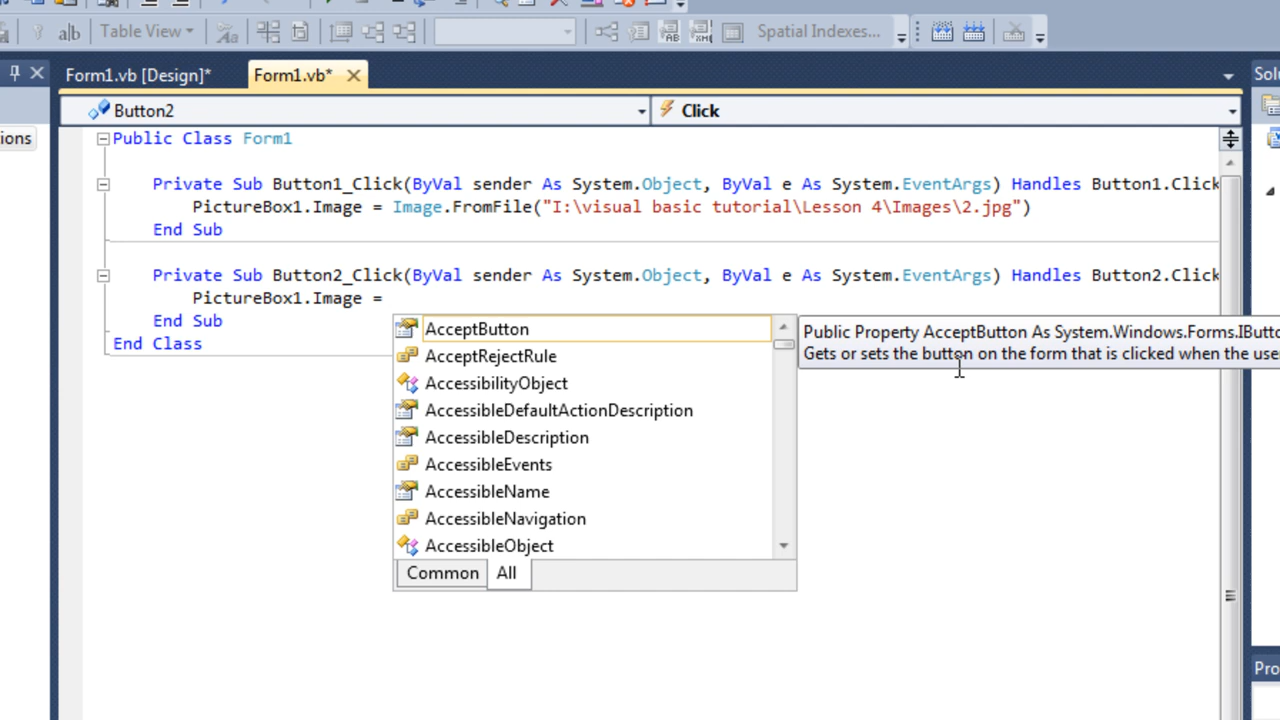 Table View
Spatial Indexes...
Form1.vb [Design]*
Form1.vb*
Solu
Button2
Click
ions
Public Class Form1
Private Sub Button1_Click(ByVal sender As System.Object, ByVal e As System.EventArgs) Handles Button1.Click
PictureBox1.Image = Image.FromFile("I:\visual basic tutorial\Lesson 4\Images\2.jpg")
End Sub
Private Sub Button2_Click(ByVal sender As System.Object, ByVal e As System.EventArgs) Handles Button2.Click
PictureBox1.Image =
End Sub
End Class
AcceptButton
AcceptRejectRule
AccessibilityObject
AccessibleDefaultActionDescription
AccessibleDescription
AccessibleEvents
AccessibleName
AccessibleNavigation
AccessibleObject
Common
All
Public Property AcceptButton As System.Windows.Forms.IButto
Gets or sets the button on the form that is clicked when the use
Pro